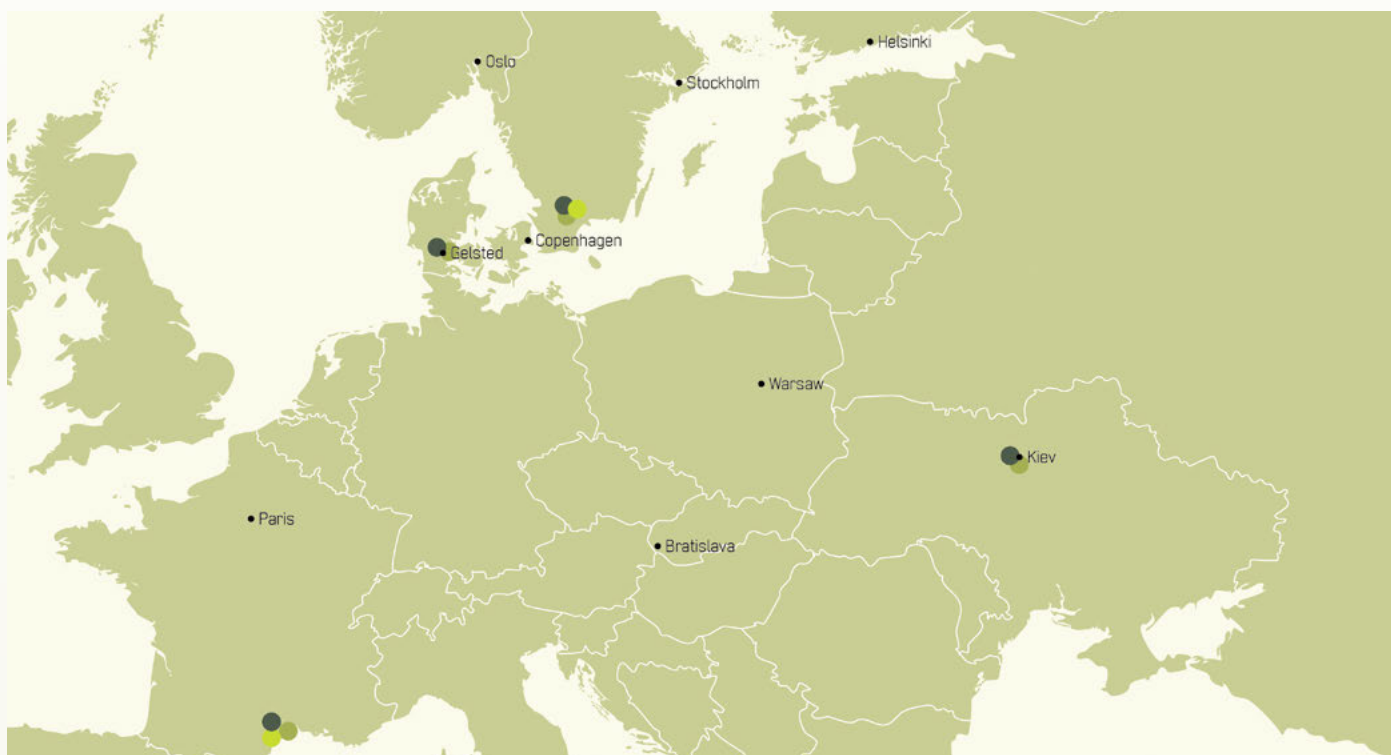 Helsinki
Oslo
Stockholm
Copenhagen
Gelsted
Warsaw
Kiev
Paris
Bratislava